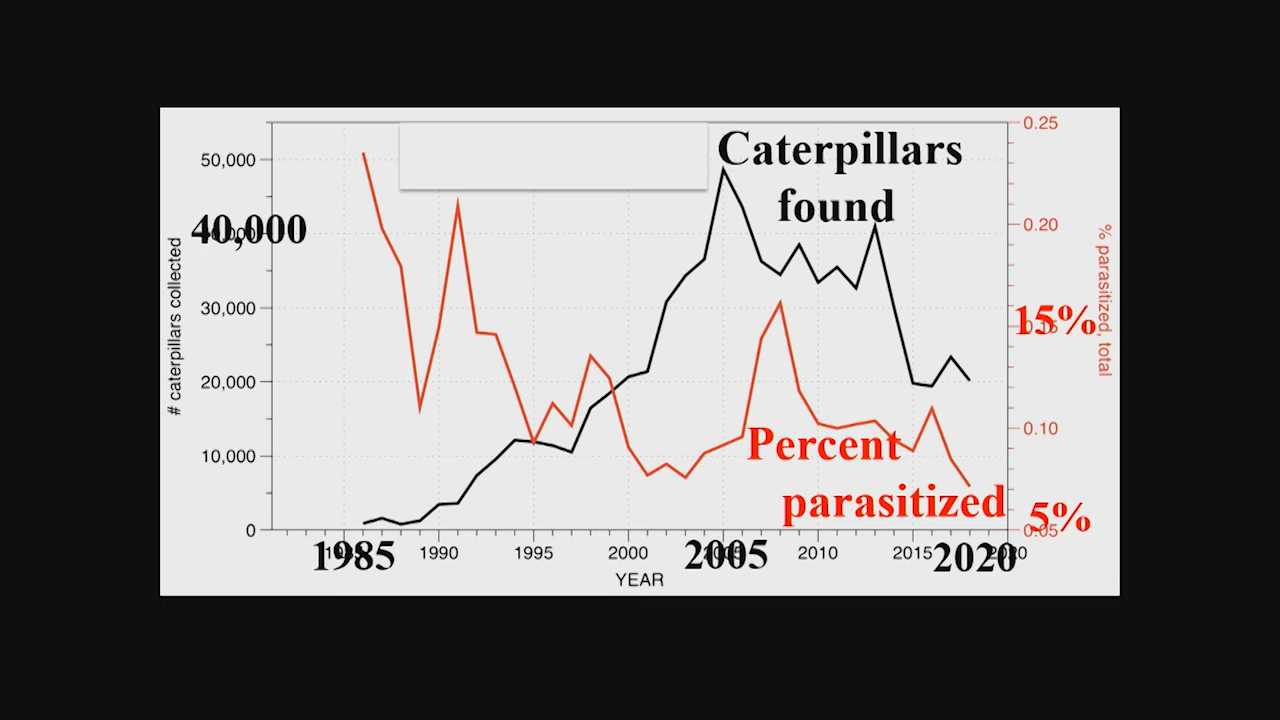 Caterpillars
found
50,000
40,000
30,000
20,000
10,000
0
# caterpillars collected
0.25
0.20
15%
0.10
5%
0.05
% parasitized, total
Percent
parasitized
1985
1990
1995
2000
2005
2010
2015
2020
YEAR